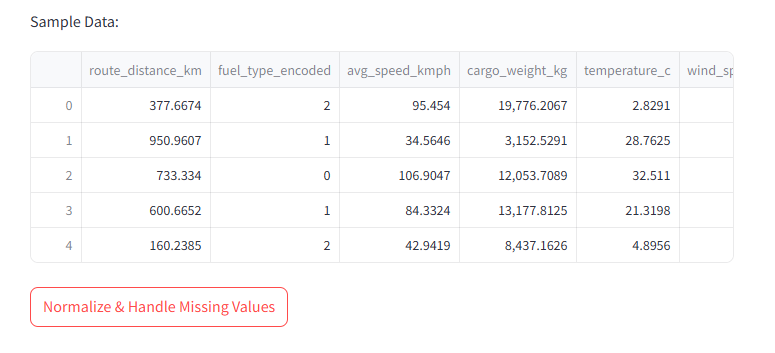 Sample Data:
route_distance_km fuel_type_encoded avg_speed_kmph cargo_weight_kg temperature_c wind_sp
0 377.6674 2 95.454 19,776.2067 2.8291
1 950.9607 1 34.5646 3,152.5291 28.7625
2 733.334 0 106.9047 12,053.7089 32.511
3 600.6652 1 84.3324 13,177.8125 21.3198
4 160.2385 2 42.9419 8,437.1626 4.8956
Normalize & Handle Missing Values